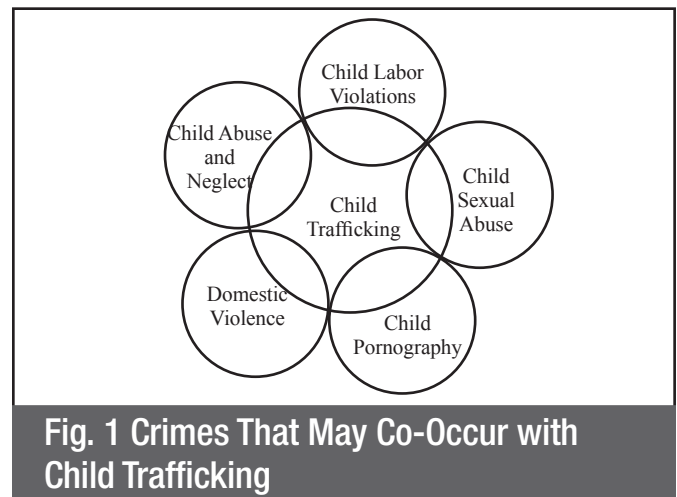 Child Labor
Violations
Child Abuse
and
Neglect
Child
Sexual
Abuse
Child
Trafficking
Domestic
Violence
Child
Pornography
Fig. 1 Crimes That May Co-Occur with
Child Trafficking